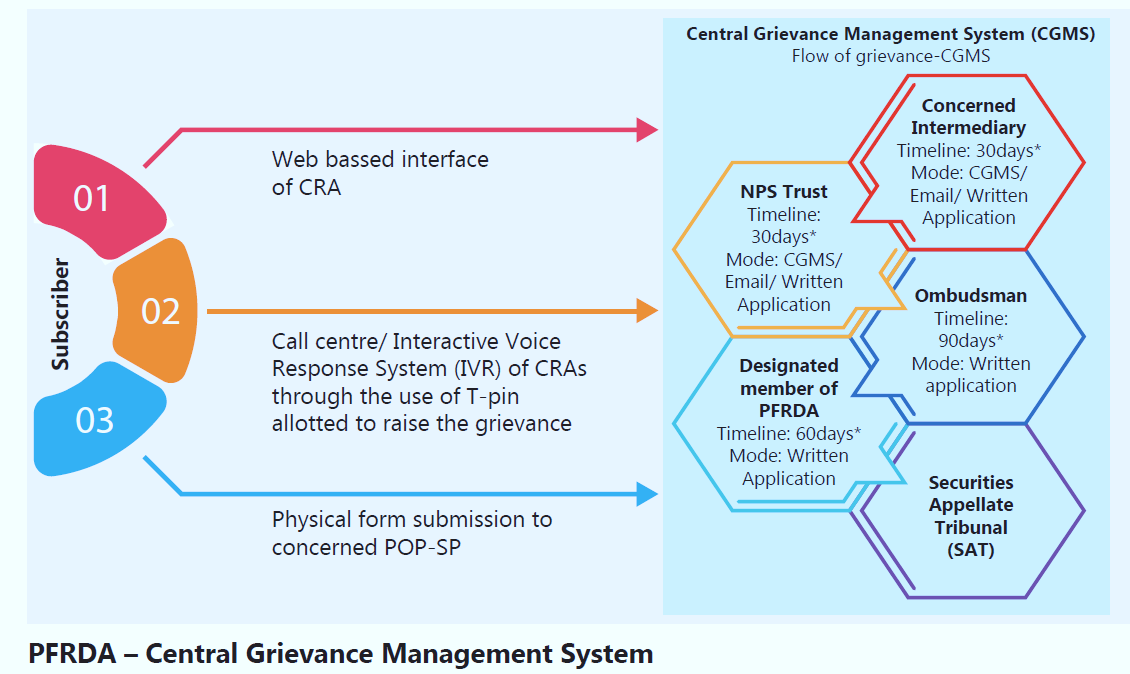 Central Grievance Management System (CGMS)
Flow of grievance-CGMS
Subscriber
01
Web bassed interface
of CRA
02
Call centre/ Interactive Voice
Response System (IVR) of CRAs
through the use of T-pin
allotted to raise the grievance
03
Physical form submission to
concerned POP-SP
Concerned
Intermediary
Timeline: 30days*
Mode: CGMS/
Email/ Written
Application
NPS Trust
Timeline:
30days*
Mode: CGMS/
Email/ Written
Application
Ombudsman
Timeline:
90days*
Mode: Written
application
Designated
member of
PFRDA
Timeline: 60days*
Mode: Written
Application
Securities
Appellate
Tribunal
(SAT)
PFRDA – Central Grievance Management System